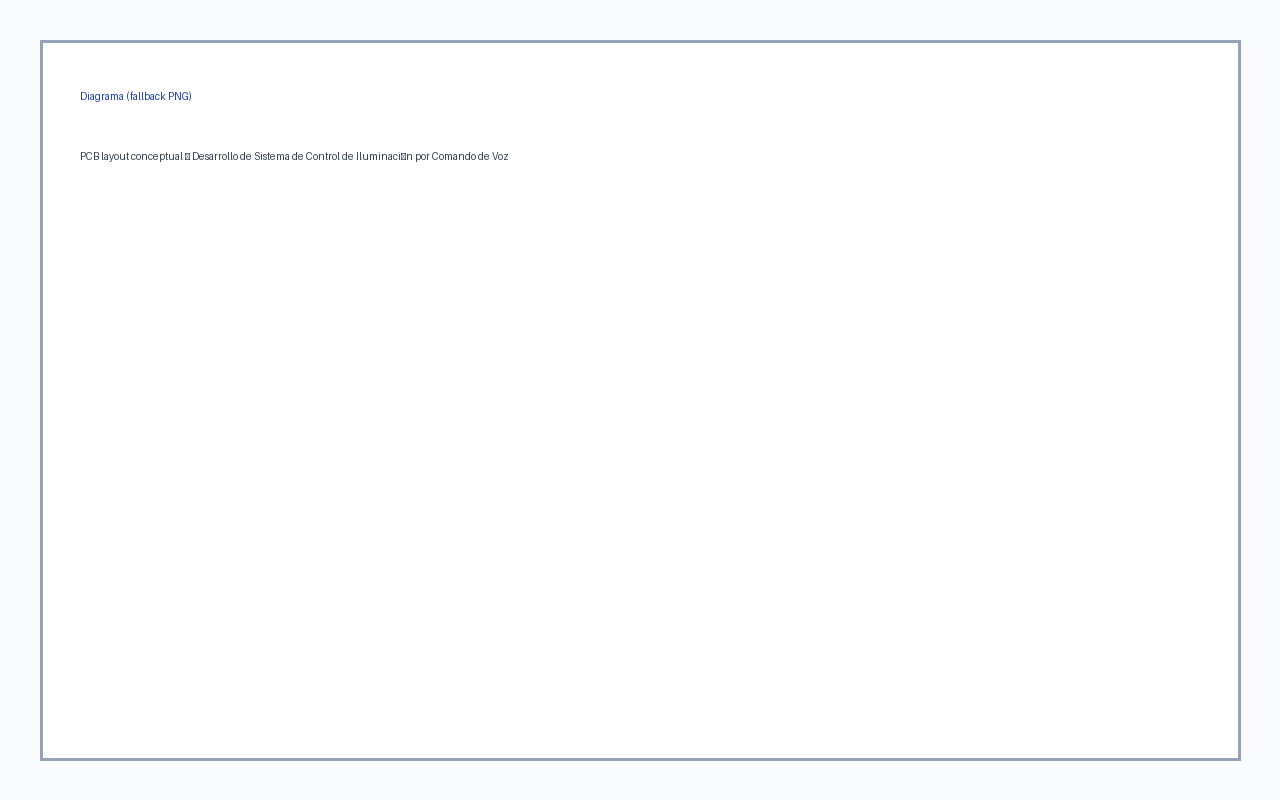 Diagrama (fallback PNG)
PCB layout conceptual ▯ Desarrollo de Sistema de Control de Iluminaci▯n por Comando de Voz